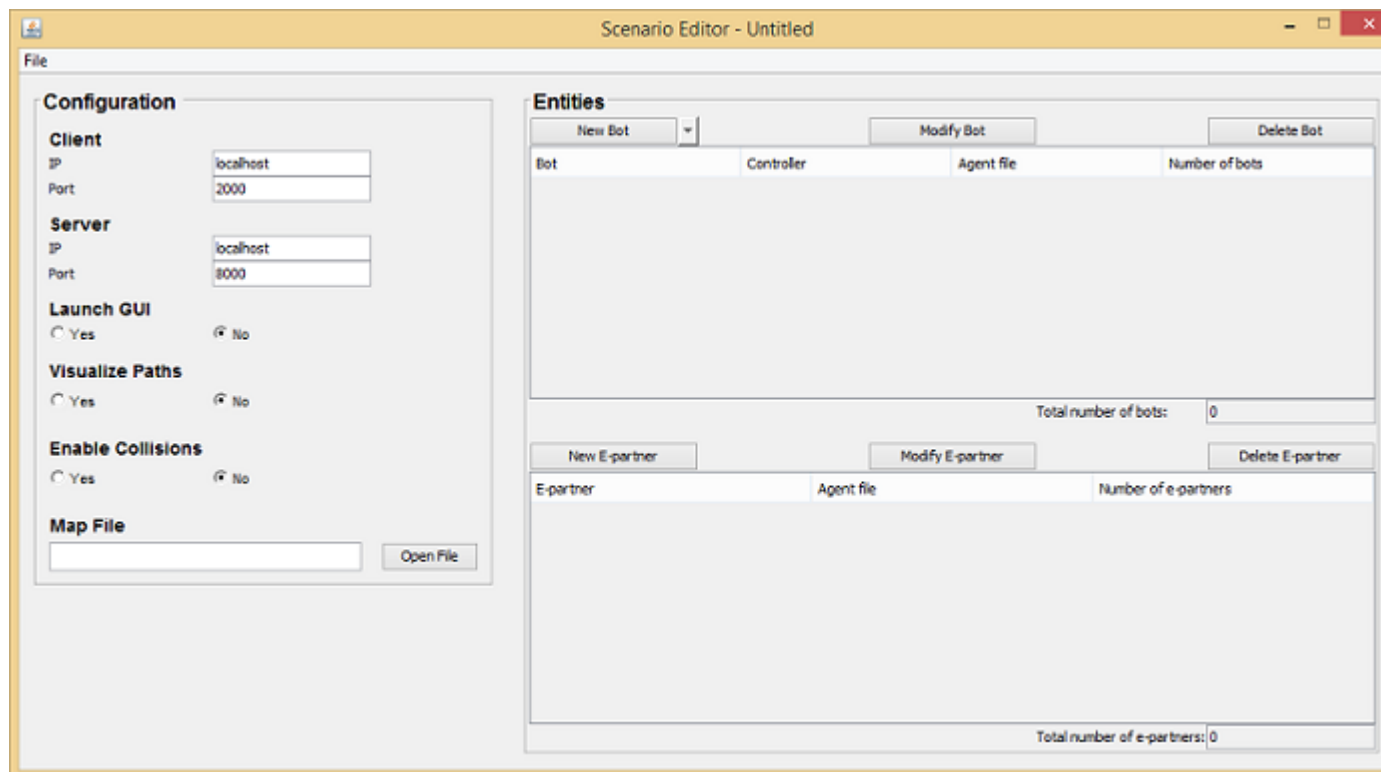 Scenario Editor - Untitled
File
Configuration
Client
IP localhost
Port 2000
Server
IP localhost
Port 8000
Launch GUI
Yes No
Visualize Paths
Yes No
Enable Collisions
Yes No
Map File
Open File
Entities
New Bot Modify Bot Delete Bot
Bot Controller Agent file Number of bots
Total number of bots: 0
New E-partner Modify E-partner Delete E-partner
E-partner Agent file Number of e-partners
Total number of e-partners: 0